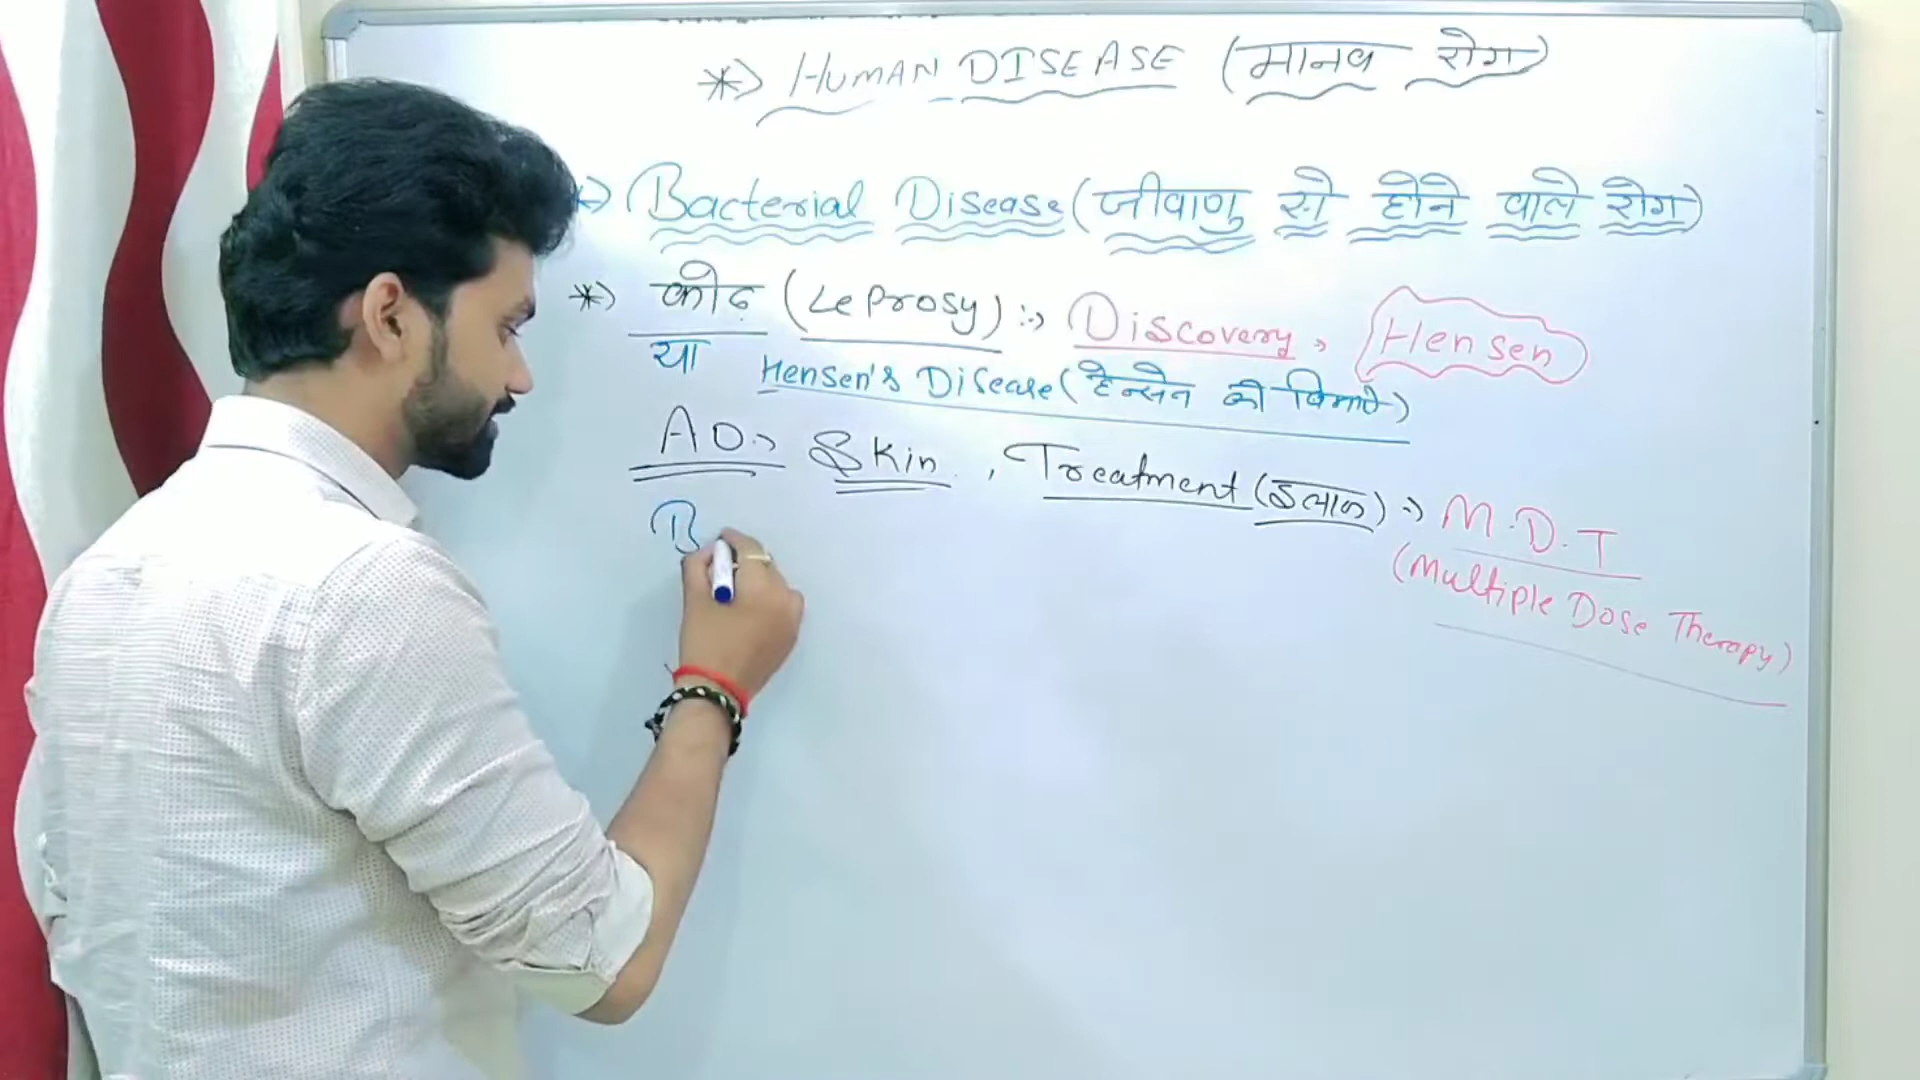 *> HUMAN DISEASE (मानव रोग)
-> Bacterial Disease (जीवाणु से होने वाले रोग)
*> कोढ़ (Leprosy) :-> Discovery, Hensen
या Hensen's Disease (हैन्सेन की बिमारी)
AO -> Skin, Treatment (इलाज) :-> M.D.T
(Multiple Dose Therapy)
B